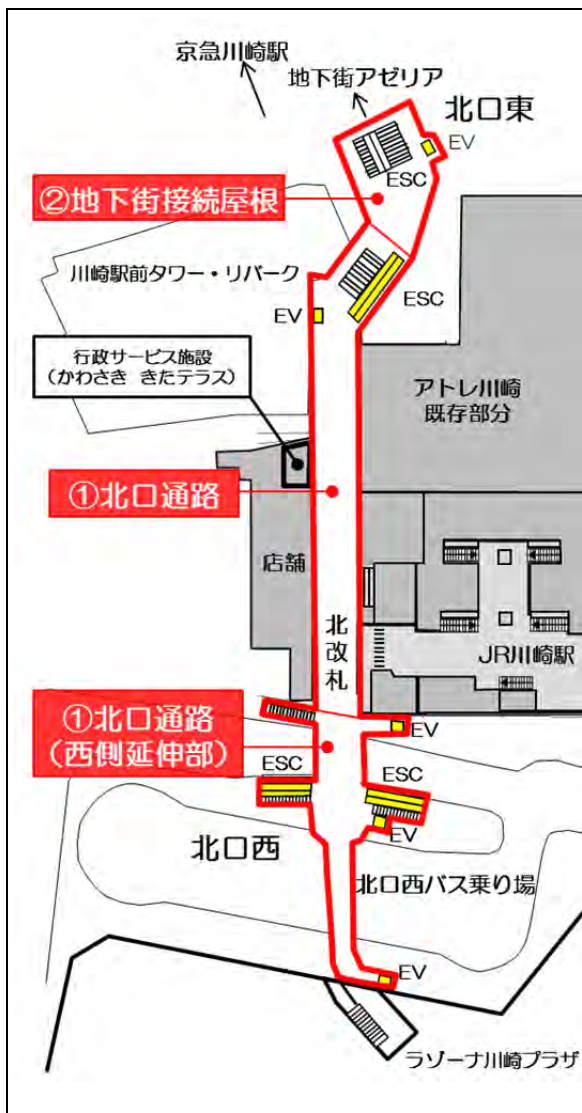 京急川崎駅
地下街アゼリア
北口東
EV
ESC
②地下街接続屋根
川崎駅前タワー・リパーク
ESC
EV
行政サービス施設
(かわさき きたテラス)
アトレ川崎
既存部分
①北口通路
店舗
北改札
JR川崎駅
①北口通路
(西側延伸部)
EV
ESC
ESC
EV
北口西
北口西バス乗り場
EV
ラゾーナ川崎プラザ